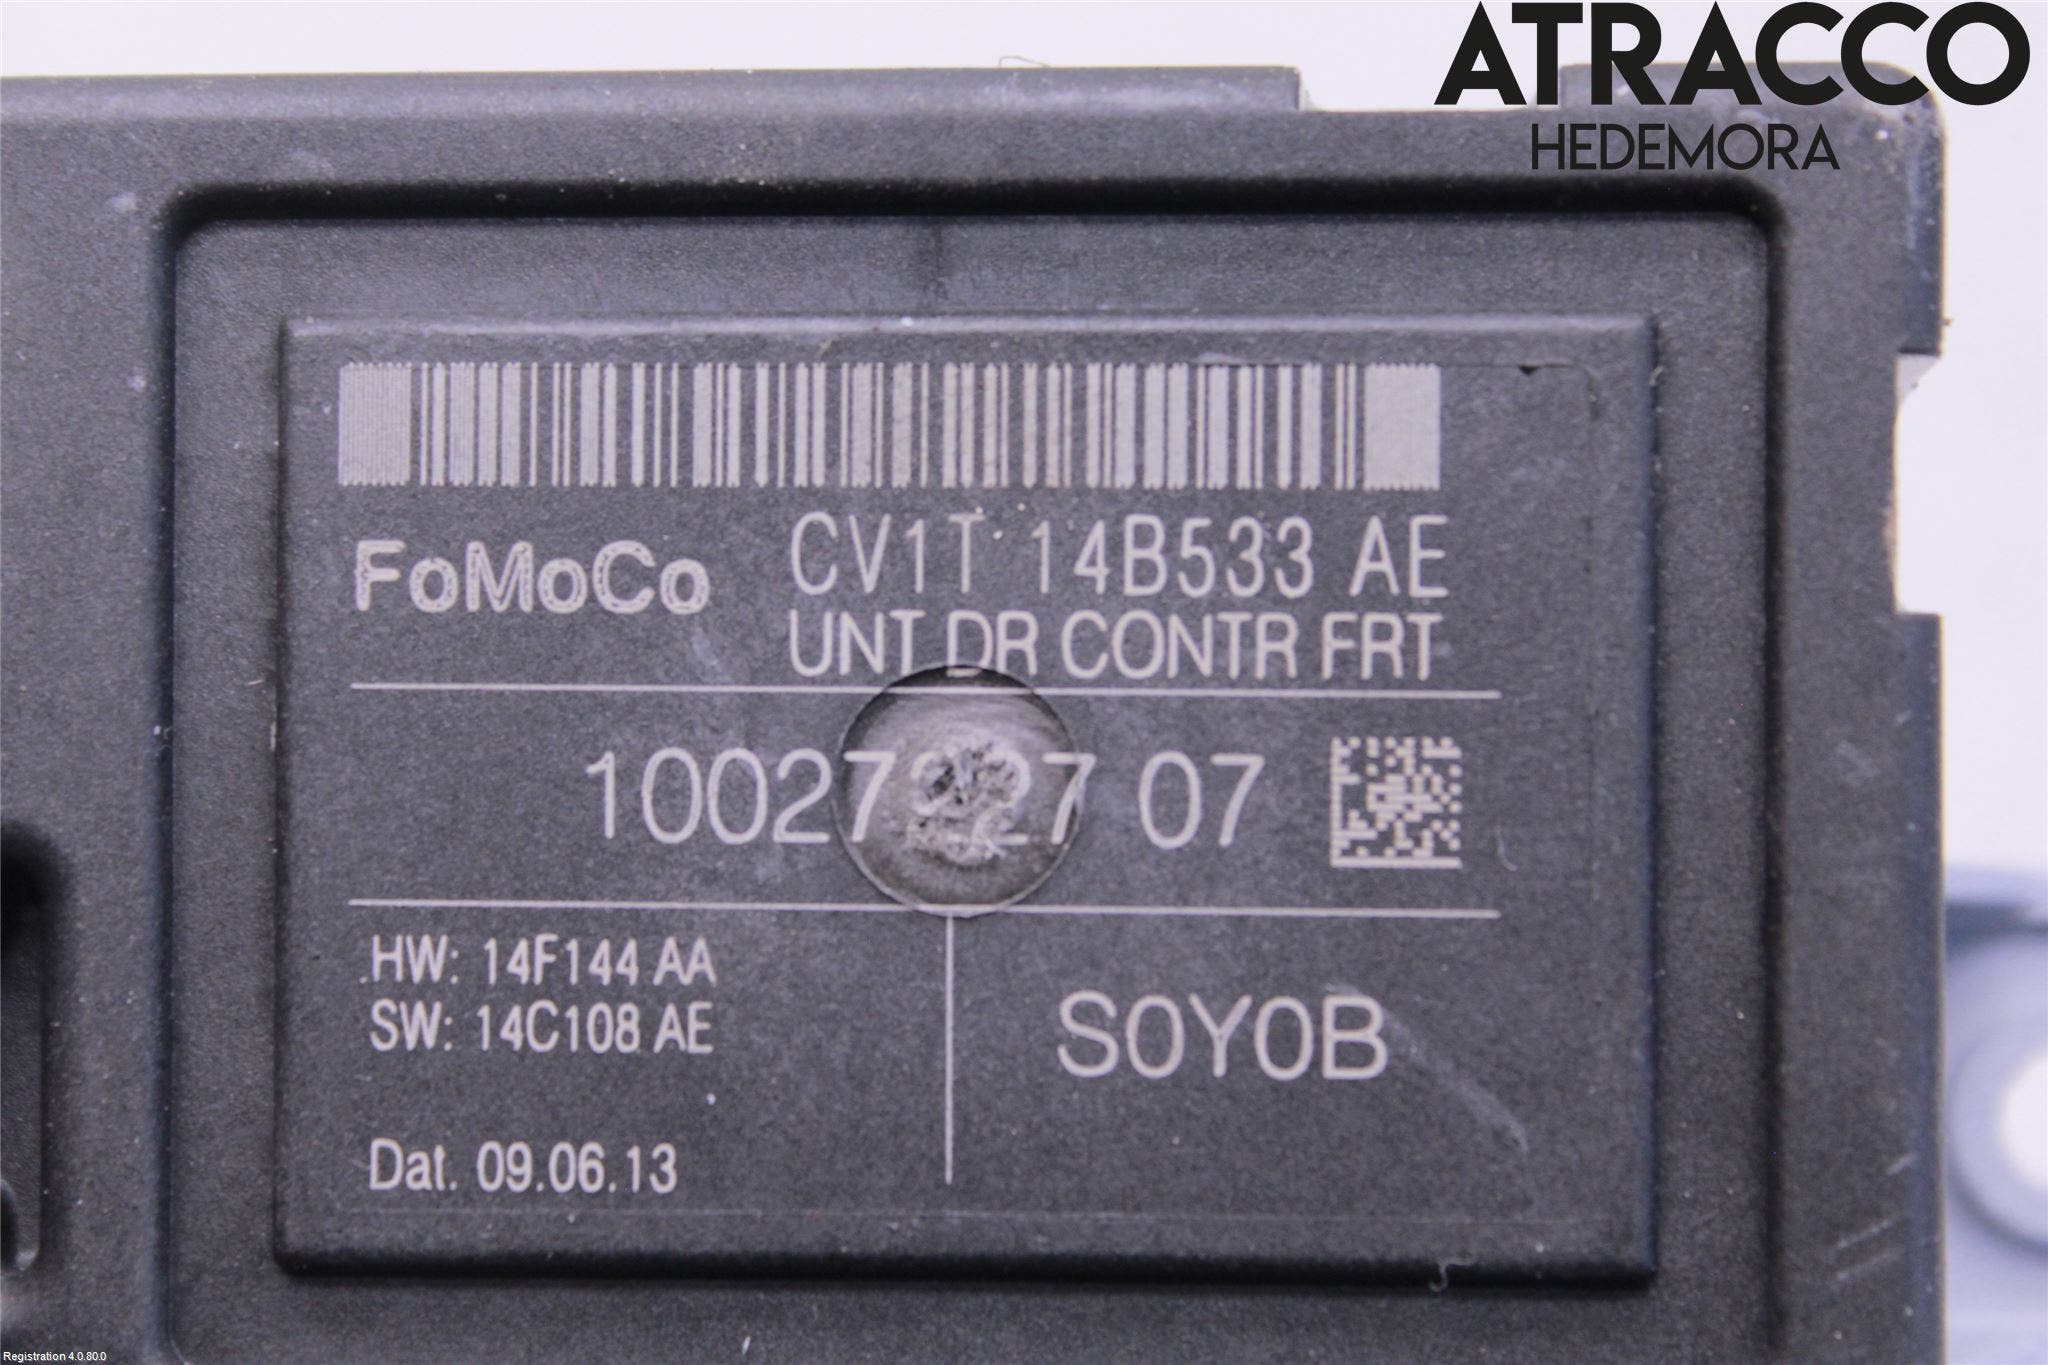 ATRACCO
HEDEMORA
FoMoCo
CV1T 14B533 AE
UNT DR CONTR FRT
07
HW: 14F144 AA
SW: 14C108 AE
S0Y0B
Dat. 09.06.13
Registration 4.0.80.0